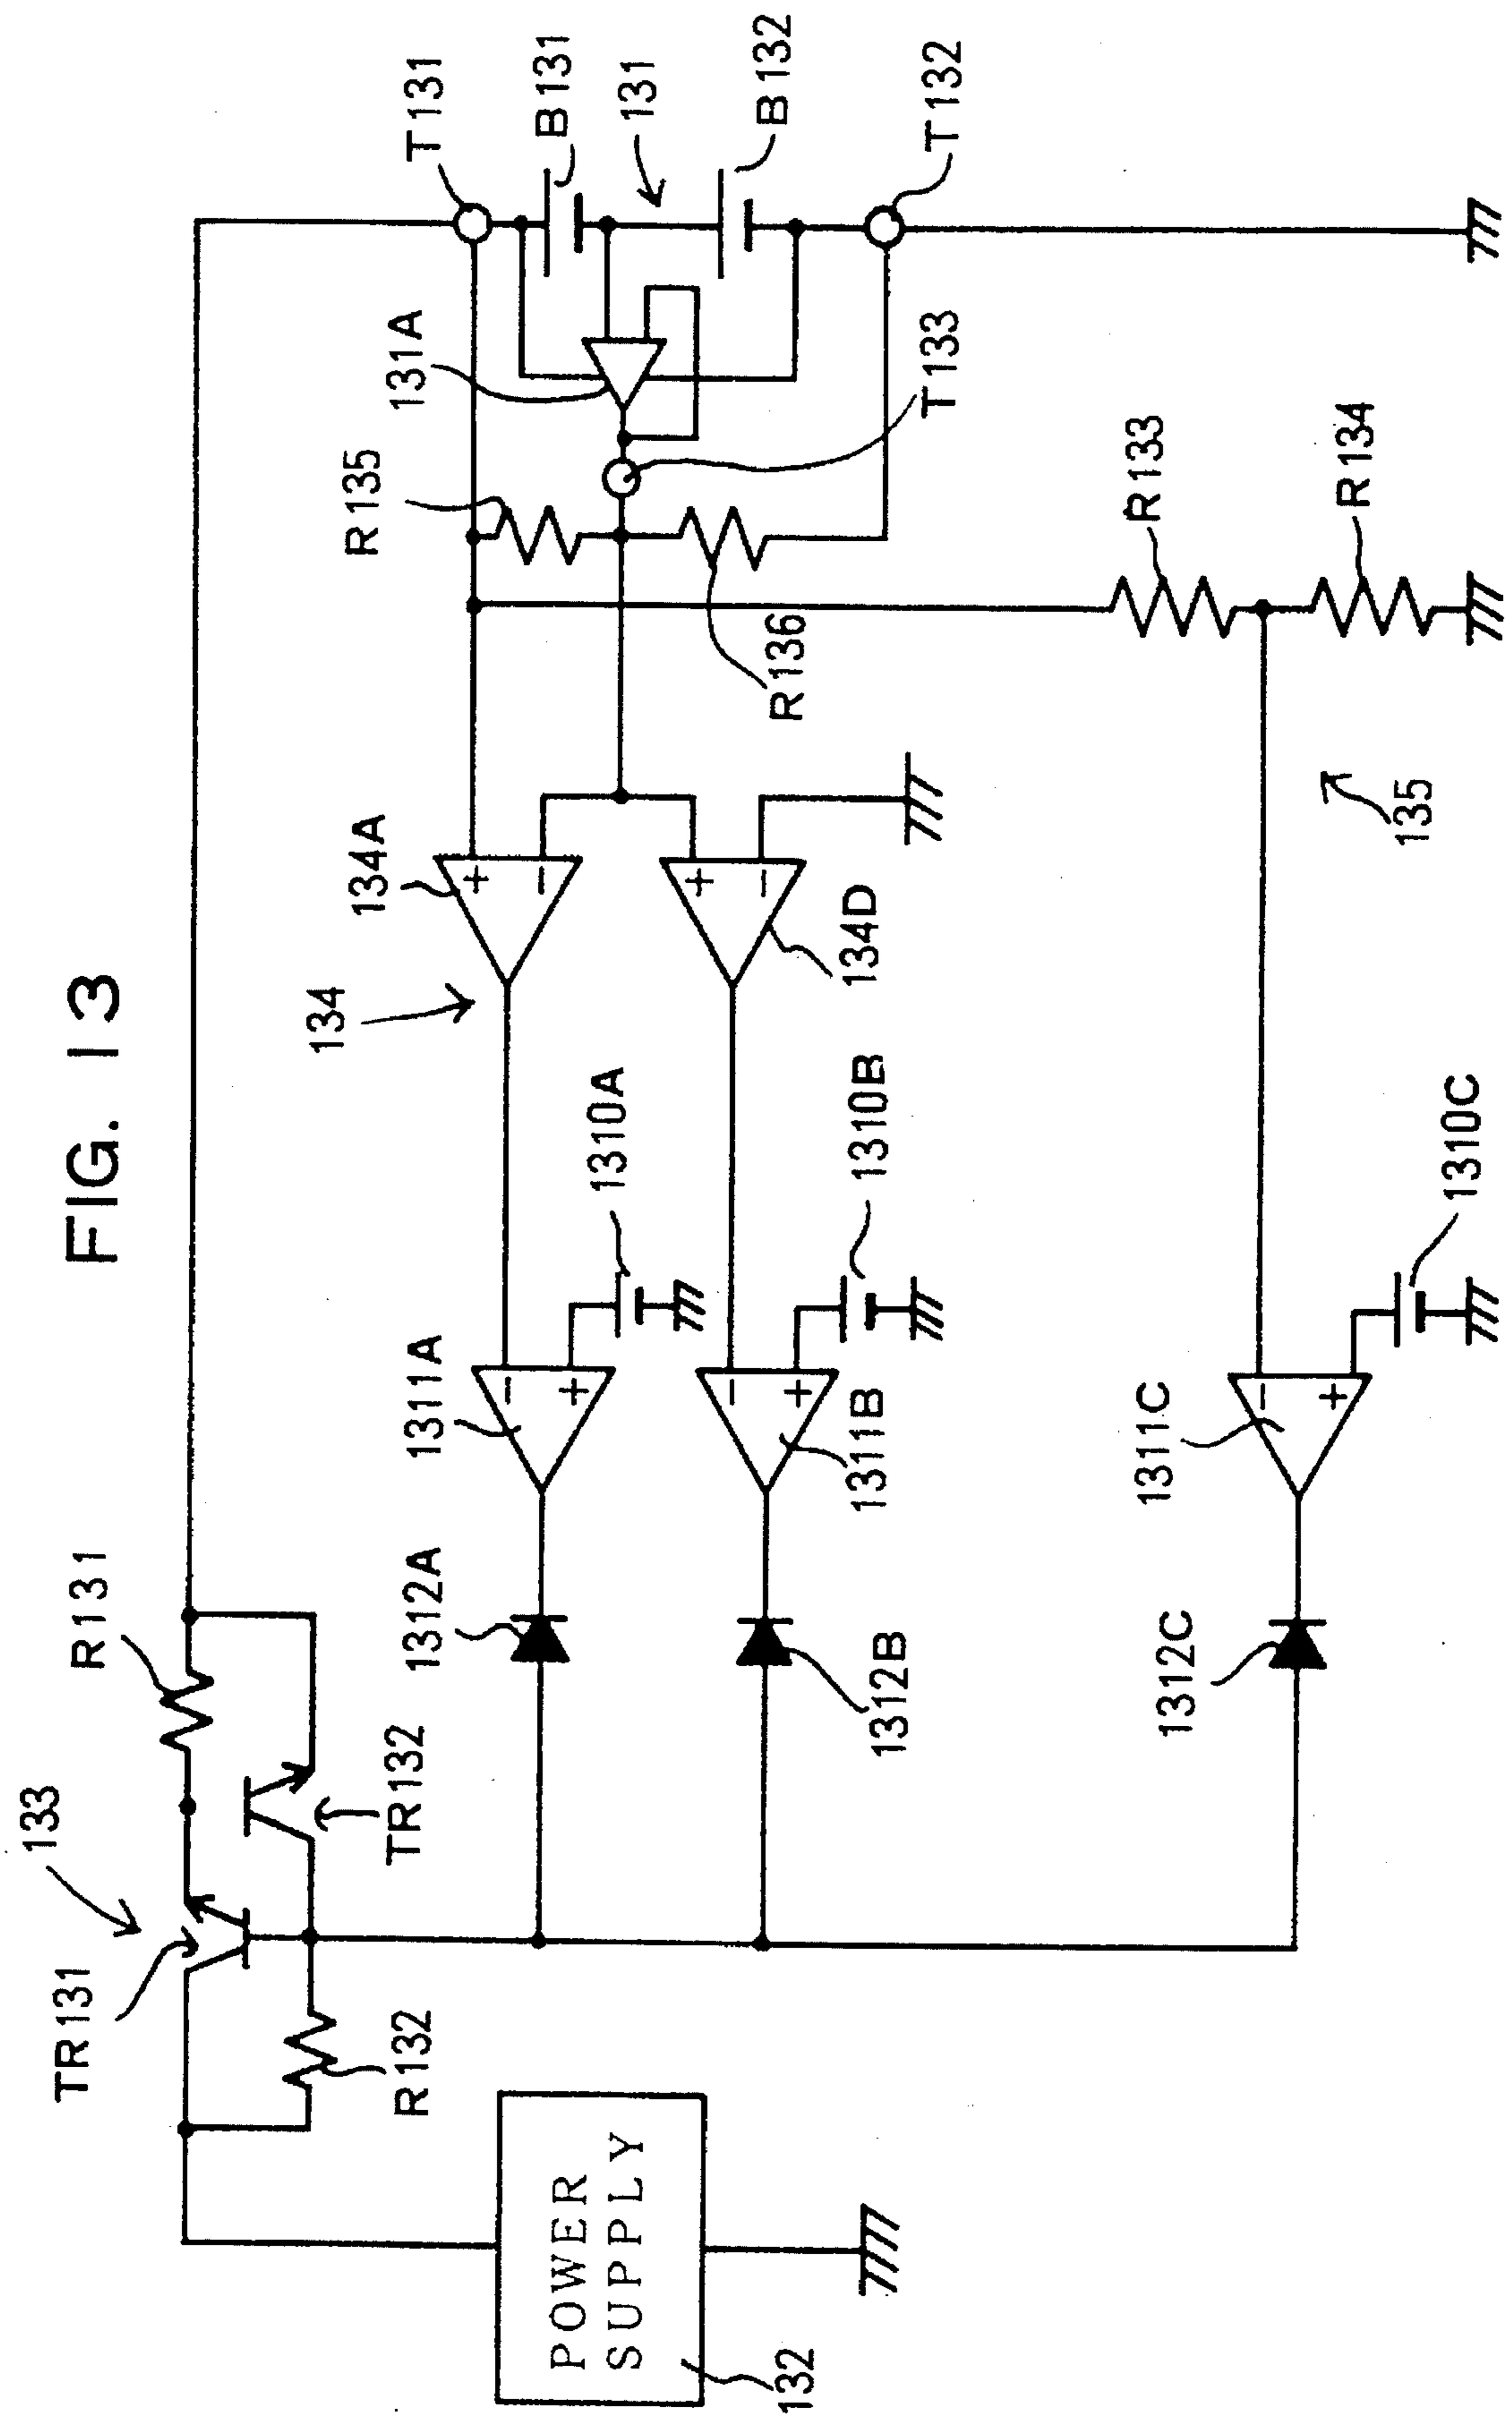 FIG. 13
133
TR131
R131
R132
TR132
POWER
SUPPLY
132
1312A
1311A
1310A
134
134A
+
−
−
+
R135
131A
T131
B131
131
B132
T132
T133
R136
1312B
1311B
1310B
134D
+
−
−
+
135
R133
R134
1312C
1311C
1310C
−
+